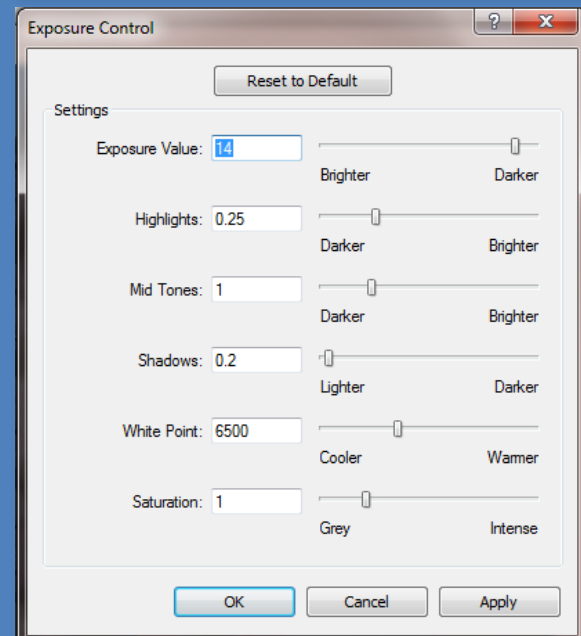 Exposure Control
?
Reset to Default
Settings
Exposure Value: 14
Brighter Darker
Highlights: 0.25
Darker Brighter
Mid Tones: 1
Darker Brighter
Shadows: 0.2
Lighter Darker
White Point: 6500
Cooler Warmer
Saturation: 1
Grey Intense
OK Cancel Apply